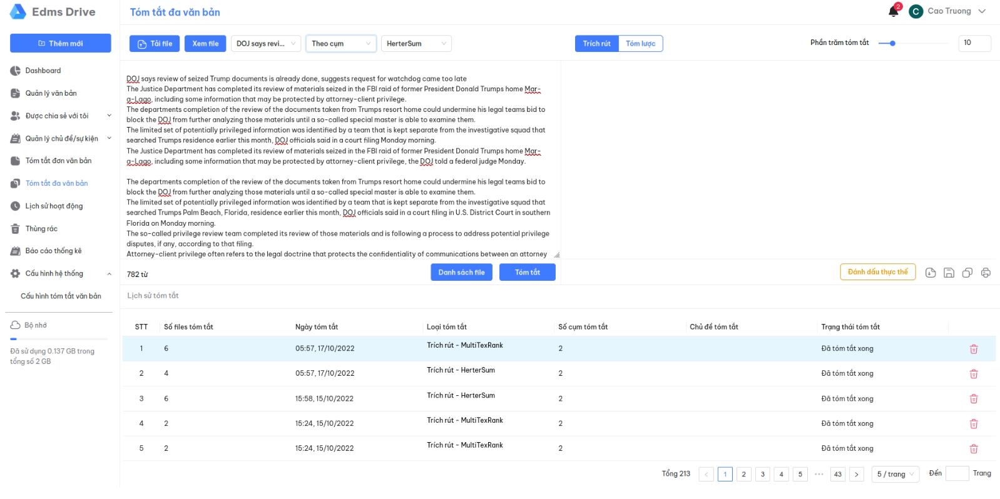 Edms Drive
Tóm tắt đa văn bản
2
C
Cao Truong
Thêm mới
Tải file
Xem file
DOJ says revi...
Theo cụm
HerterSum
Trích rút
Tóm lược
Phần trăm tóm tắt
10
Dashboard
Quản lý văn bản
Được chia sẻ với tôi
Quản lý chủ đề/sự kiện
Tóm tắt đơn văn bản
Tóm tắt đa văn bản
Lịch sử hoạt động
Thùng rác
Báo cáo thống kê
Cấu hình hệ thống
Cấu hình tóm tắt văn bản
Bộ nhớ
Đã sử dụng 0.137 GB trong
tổng số 2 GB
DOJ says review of seized Trump documents is already done, suggests request for watchdog came too late
The Justice Department has completed its review of materials seized in the FBI raid of former President Donald Trumps home Mar-
a-Lago, including some information that may be protected by attorney-client privilege.
The departments completion of the review of the documents taken from Trumps resort home could undermine his legal teams bid to
block the DOJ from further analyzing those materials until a so-called special master is able to examine them.
The limited set of potentially privileged information was identified by a team that is kept separate from the investigative squad that
searched Trumps residence earlier this month, DOJ officials said in a court filing Monday morning.
The Justice Department has completed its review of materials seized in the FBI raid of former President Donald Trumps home Mar-
a-Lago, including some information that may be protected by attorney-client privilege, the DOJ told a federal judge Monday.
The departments completion of the review of the documents taken from Trumps resort home could undermine his legal teams bid to
block the DOJ from further analyzing those materials until a so-called special master is able to examine them.
The limited set of potentially privileged information was identified by a team that is kept separate from the investigative squad that
searched Trumps Palm Beach, Florida, residence earlier this month, DOJ officials said in a court filing in U.S. District Court in southern
Florida on Monday morning.
The so-called privilege review team completed its review of those materials and is following a process to address potential privilege
disputes, if any, according to that filing.
Attorney-client privilege often refers to the legal doctrine that protects the confidentiality of communications between an attorney
782 từ
Danh sách file
Tóm tắt
Đánh dấu thực thể
Lịch sử tóm tắt
STT Số files tóm tắt Ngày tóm tắt Loại tóm tắt Số cụm tóm tắt Chủ đề tóm tắt Trạng thái tóm tắt
1 6 05:57, 17/10/2022 Trích rút - MultiTexRank 2 Đã tóm tắt xong
2 4 05:57, 17/10/2022 Trích rút - HerterSum 2 Đã tóm tắt xong
3 6 15:58, 15/10/2022 Trích rút - HerterSum 2 Đã tóm tắt xong
4 2 15:24, 15/10/2022 Trích rút - MultiTexRank 2 Đã tóm tắt xong
5 2 15:24, 15/10/2022 Trích rút - MultiTexRank 2 Đã tóm tắt xong
Tổng 213 < 1 2 3 4 5 ••• 43 > 5 / trang Đến Trang